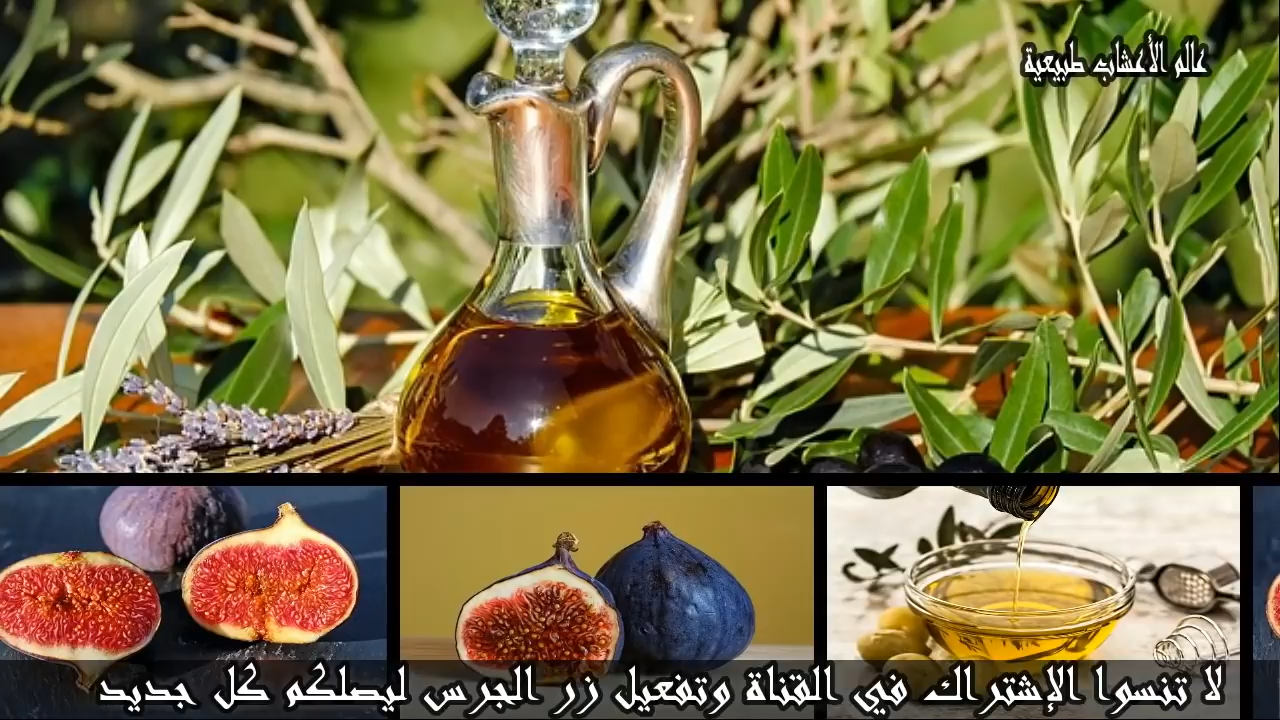 عالم الأعشاب طبيعية
لا تنسوا الإشتراك في القناة وتفعيل زر الجرس ليصلكم كل جديد